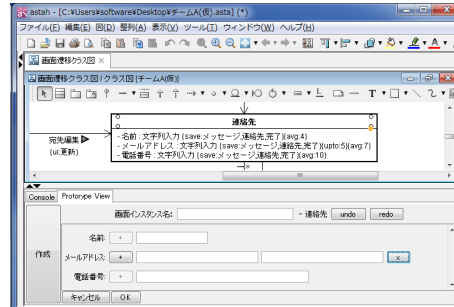 astah - [C:¥Users¥software¥Desktop¥チームA(仮).asta] (*)
ファイル(F) 編集(E) 図(D) 整列(A) 表示(V) ツール(T) ウィンドウ(W) ヘルプ(H)
画面遷移クラス図
画面遷移クラス図 / クラス図 [チームA(仮)]
連絡先
- 名前 : 文字列入力 {save:メッセージ,連絡先,完了}{avg:4}
- メールアドレス : 文字列入力 {save:メッセージ,連絡先,完了}{upto:5}{avg:7}
- 電話番号 : 文字列入力 {save:メッセージ,連絡先,完了}{avg:10}
宛先編集
{ui:更新}
Console Protorype View
画面インスタンス名: - 連絡先 undo redo
作成
名前: +
メールアドレス: + x
電話番号: +
キャンセル OK